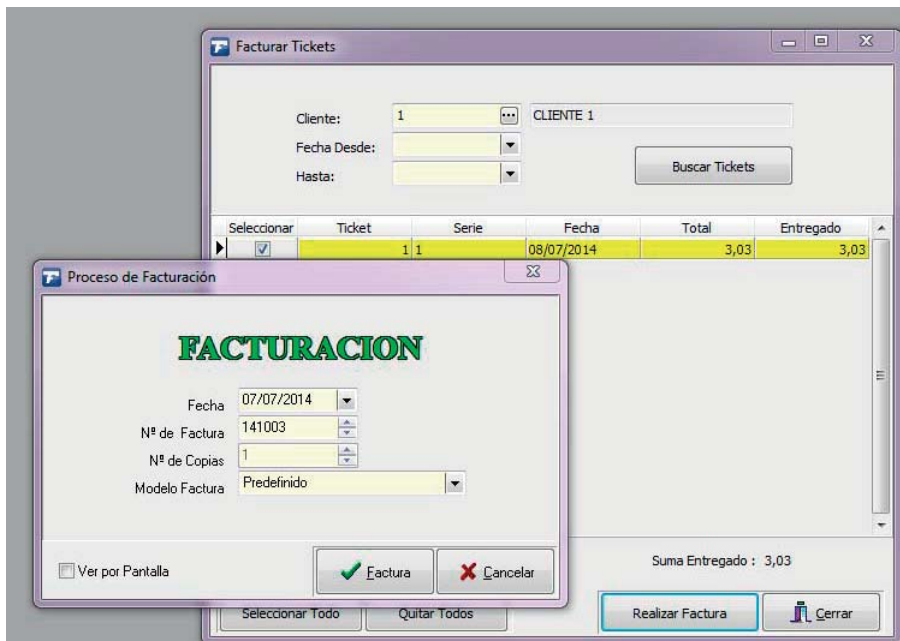 Facturar Tickets
Cliente: 1 ... CLIENTE 1
Fecha Desde:
Hasta:
Buscar Tickets
Seleccionar Ticket Serie Fecha Total Entregado
1 1 08/07/2014 3,03 3,03
Proceso de Facturación
FACTURACION
Fecha 07/07/2014
Nº de Factura 141003
Nº de Copias 1
Modelo Factura Predefinido
Ver por Pantalla
Factura
Cancelar
Suma Entregado : 3,03
Seleccionar Todo
Quitar Todos
Realizar Factura
Cerrar